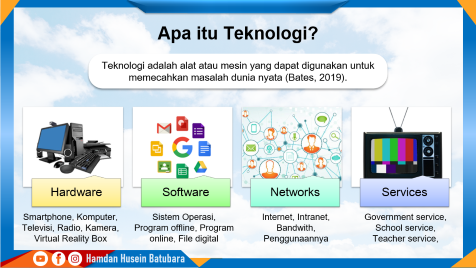 Apa itu Teknologi?
Teknologi adalah alat atau mesin yang dapat digunakan untuk
memecahkan masalah dunia nyata (Bates, 2019).
Hardware
Smartphone, Komputer,
Televisi, Radio, Kamera,
Virtual Reality Box
Software
Sistem Operasi,
Program offline, Program
online, File digital
Networks
Internet, Intranet,
Bandwith,
Penggunaannya
Services
Government service,
School service,
Teacher service,
Hamdan Husein Batubara